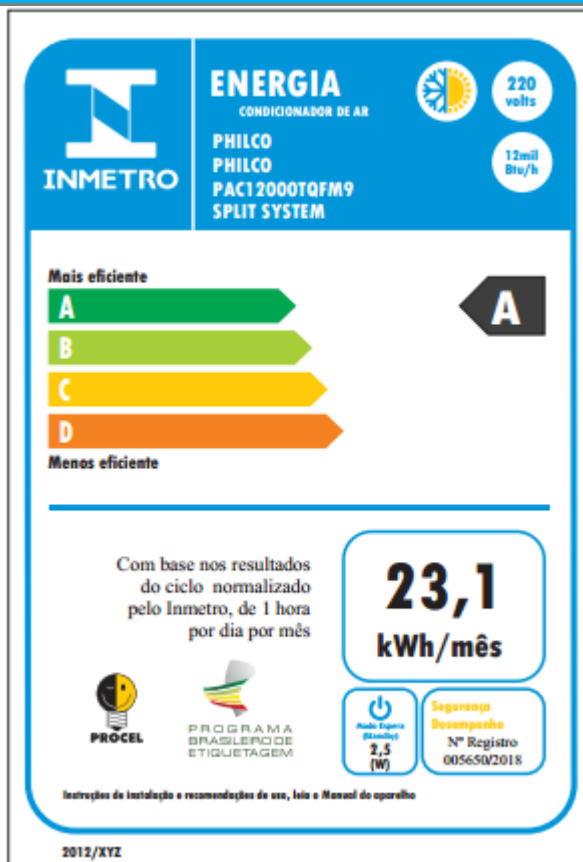 INMETRO
ENERGIA
CONDICIONADOR DE AR
220
volts
PHILCO
PHILCO
PAC12000TQFM9
SPLIT SYSTEM
12mil
Btu/h
Mais eficiente
A
A
B
C
D
Menos eficiente
Com base nos resultados
do ciclo normalizado
pelo Inmetro, de 1 hora
por dia por mês
23,1
kWh/mês
PROCEL
PROGRAMA
BRASILEIRO DE
ETIQUETAGEM
Modo Espera
(Standby)
2,5
(W)
Segurança
Desempenho
Nº Registro
005650/2018
Instruções de instalação e recomendações de uso, leia o Manual do aparelho
2012/XYZ